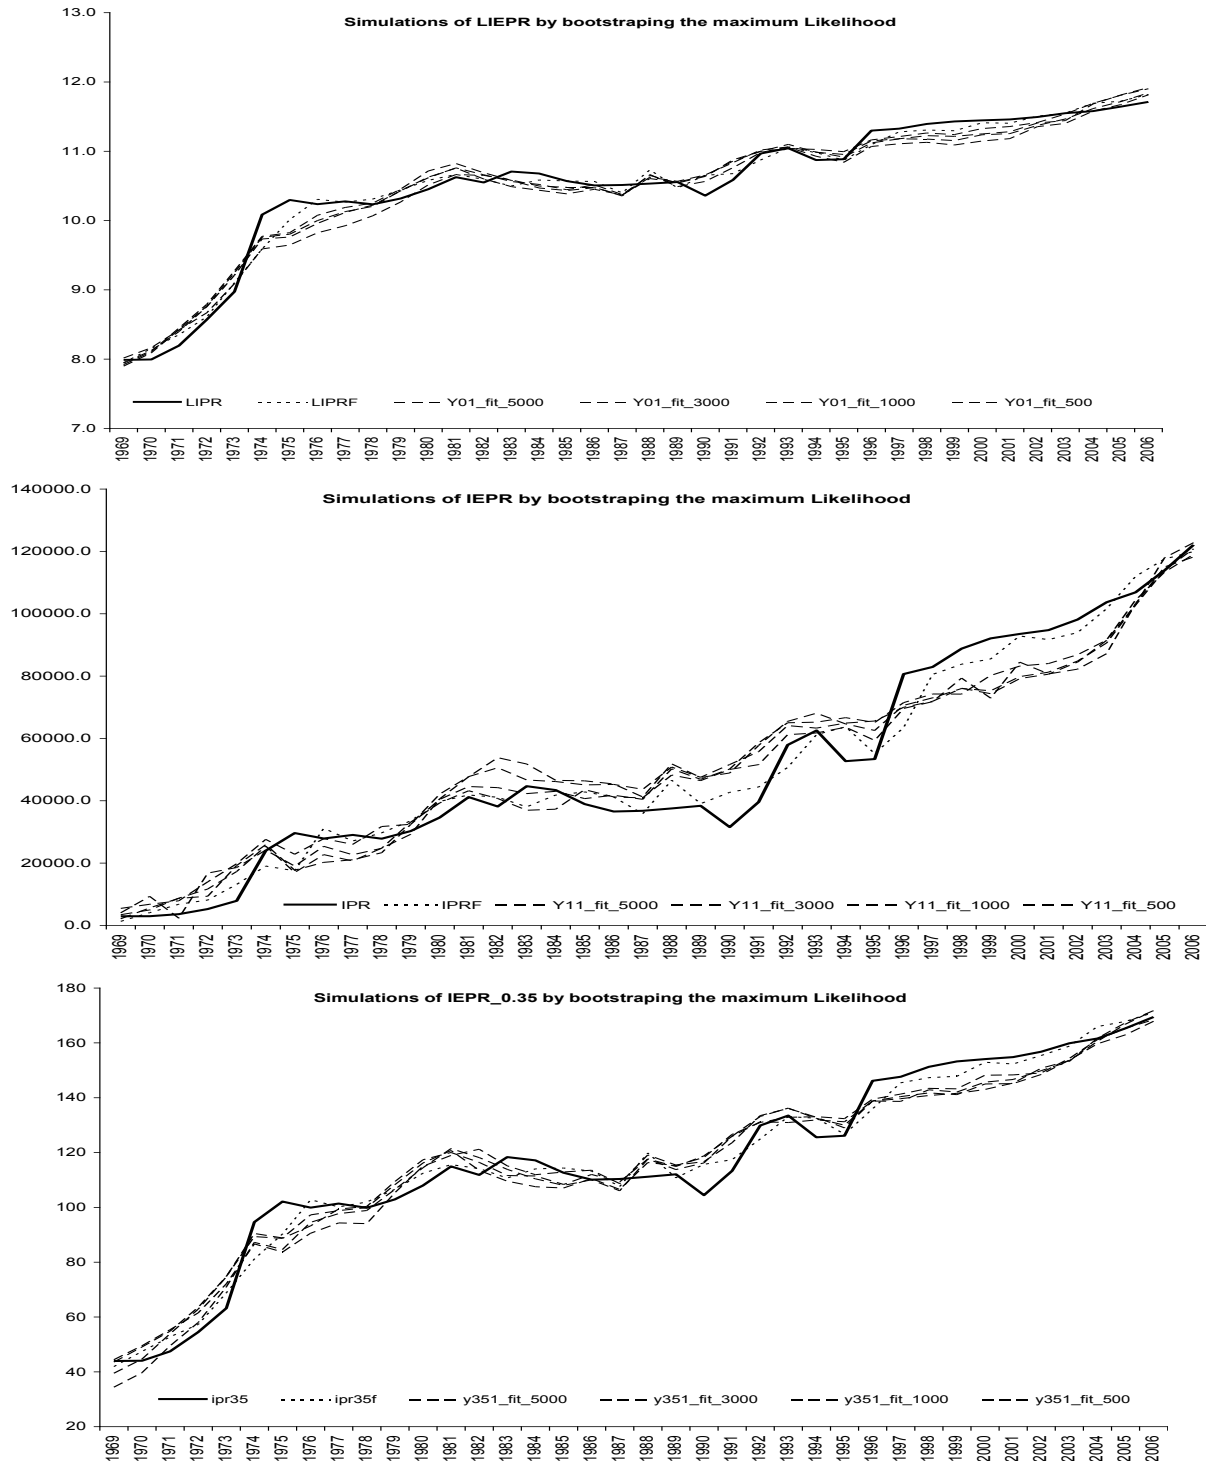 Simulations of LIEPR by bootstraping the maximum Likelihood
13.0
12.0
11.0
10.0
9.0
8.0
7.0
LIPR LIPRF Y01_fit_5000 Y01_fit_3000 Y01_fit_1000 Y01_fit_500
1969 1970 1971 1972 1973 1974 1975 1976 1977 1978 1979 1980 1981 1982 1983 1984 1985 1986 1987 1988 1989 1990 1991 1992 1993 1994 1995 1996 1997 1998 1999 2000 2001 2002 2003 2004 2005 2006
Simulations of IEPR by bootstraping the maximum Likelihood
140000.0
120000.0
100000.0
80000.0
60000.0
40000.0
20000.0
0.0
IPR IPRF Y11_fit_5000 Y11_fit_3000 Y11_fit_1000 Y11_fit_500
1969 1970 1971 1972 1973 1974 1975 1976 1977 1978 1979 1980 1981 1982 1983 1984 1985 1986 1987 1988 1989 1990 1991 1992 1993 1994 1995 1996 1997 1998 1999 2000 2001 2002 2003 2004 2005 2006
Simulations of IEPR_0.35 by bootstraping the maximum Likelihood
180
160
140
120
100
80
60
40
20
ipr35 ipr35f y351_fit_5000 y351_fit_3000 y351_fit_1000 y351_fit_500
1969 1970 1971 1972 1973 1974 1975 1976 1977 1978 1979 1980 1981 1982 1983 1984 1985 1986 1987 1988 1989 1990 1991 1992 1993 1994 1995 1996 1997 1998 1999 2000 2001 2002 2003 2004 2005 2006